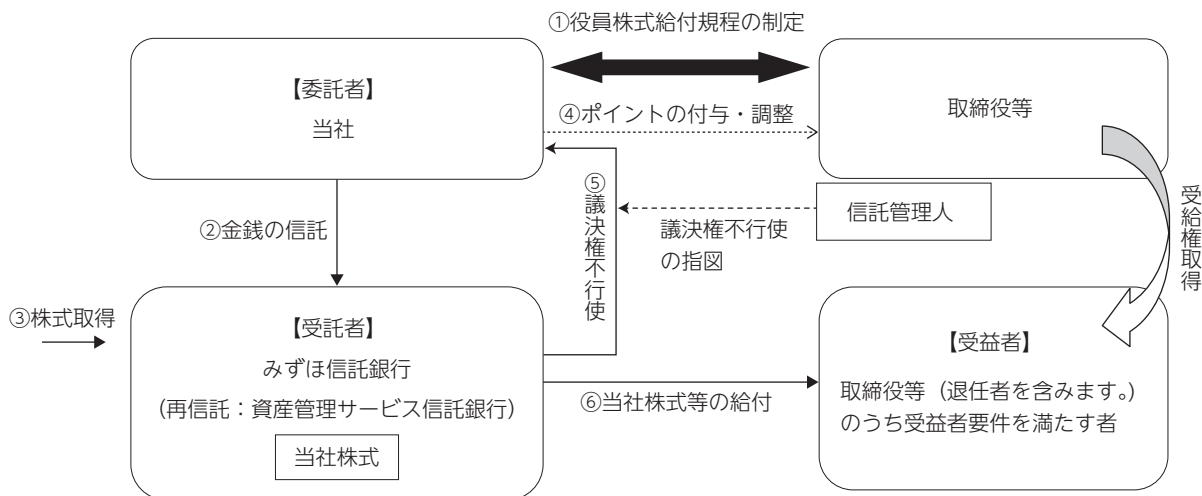 ①役員株式給付規程の制定
【委託者】
当社
④ポイントの付与・調整
取締役等
⑤議決権不行使
信託管理人
議決権不行使
の指図
受給権取得
②金銭の信託
③株式取得
【受託者】
みずほ信託銀行
(再信託：資産管理サービス信託銀行)
当社株式
⑥当社株式等の給付
【受益者】
取締役等（退任者を含みます。）
のうち受益者要件を満たす者